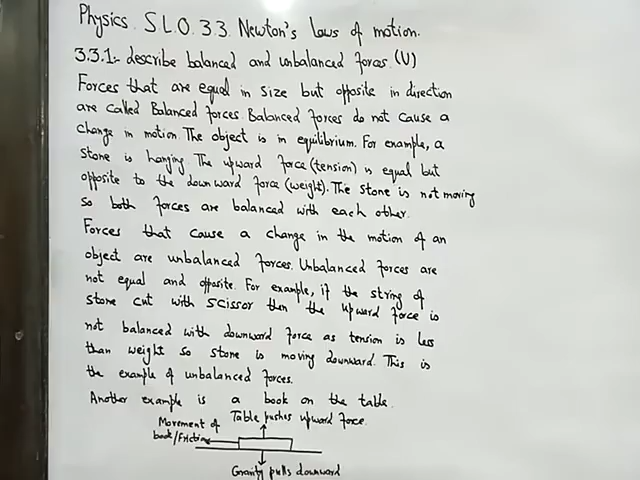 Physics. S.L.O. 3.3. Newton's laws of motion.
3.3.1:- describe balanced and unbalanced forces. (U)
Forces that are equal in size but opposite in direction
are called Balanced forces. Balanced forces do not cause a
change in motion. The object is in equilibrium. For example, a
stone is hanging. The upward force (tension) is equal but
opposite to the downward force (weight). The stone is not moving
so both forces are balanced with each other.
Forces that cause a change in the motion of an
object are unbalanced forces. Unbalanced forces are
not equal and opposite. For example, if the string of
stone cut with scissor then the upward force is
not balanced with downward force as tension is less
than weight so stone is moving downward. This is
the example of unbalanced forces.
Another example is a book on the table.
Movement of
book/Friction
Table pushes upward force.
Gravity pulls downward